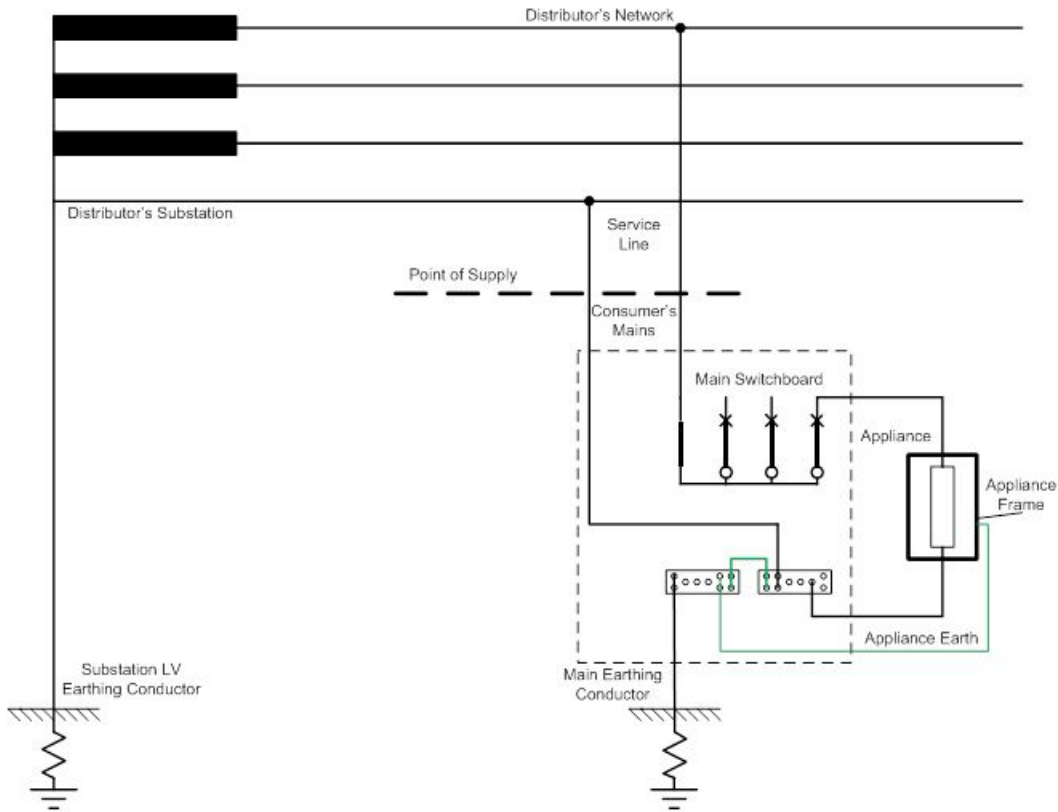 Distributor's Network
Distributor's Substation
Service
Line
Point of Supply
Consumer's
Mains
Main Switchboard
Appliance
Appliance
Frame
Appliance Earth
Substation LV
Earthing Conductor
Main Earthing
Conductor